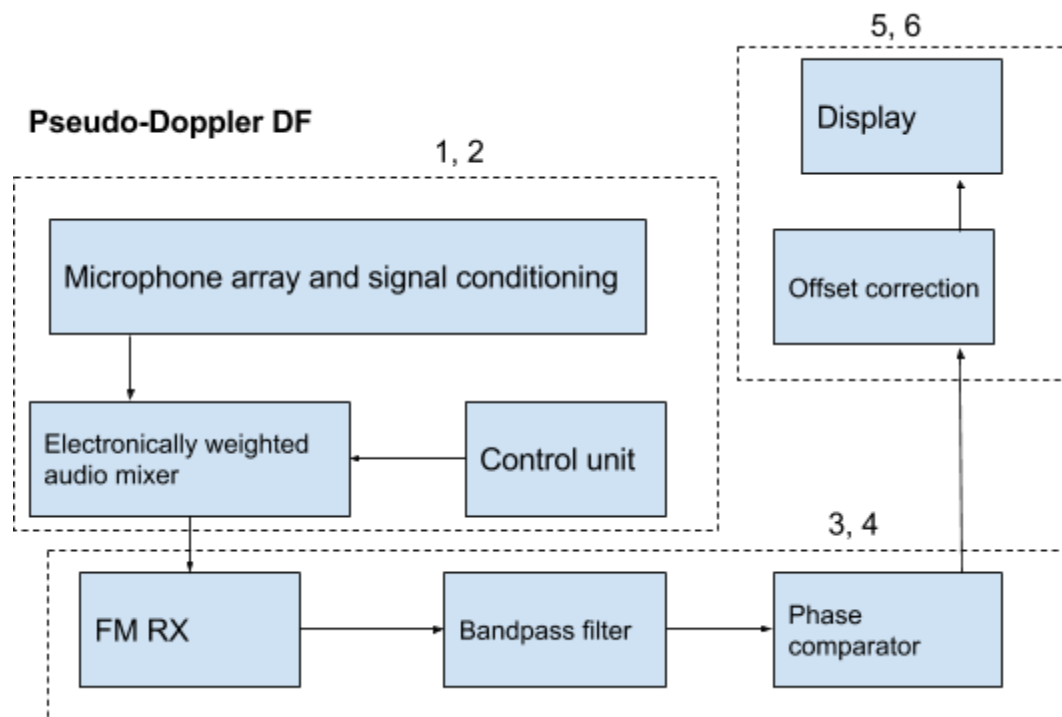 Pseudo-Doppler DF
1, 2
Microphone array and signal conditioning
Electronically weighted
audio mixer
Control unit
3, 4
FM RX
Bandpass filter
Phase
comparator
5, 6
Display
Offset correction